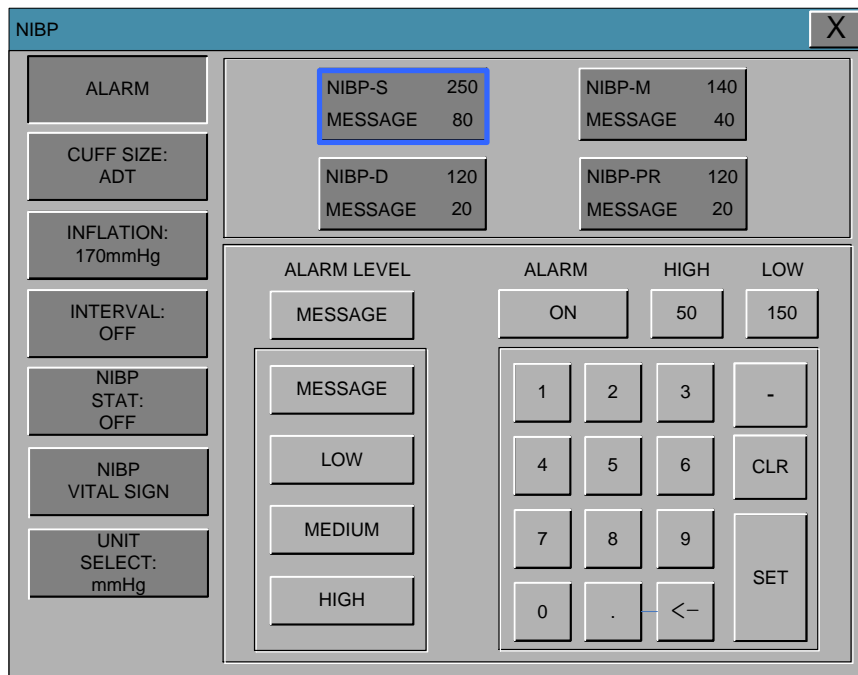 NIBP
X
ALARM
CUFF SIZE:
ADT
INFLATION:
170mmHg
INTERVAL:
OFF
NIBP
STAT:
OFF
NIBP
VITAL SIGN
UNIT
SELECT:
mmHg
NIBP-S 250
MESSAGE 80
NIBP-M 140
MESSAGE 40
NIBP-D 120
MESSAGE 20
NIBP-PR 120
MESSAGE 20
ALARM LEVEL
MESSAGE
MESSAGE
LOW
MEDIUM
HIGH
ALARM HIGH LOW
ON 50 150
1 2 3 -
4 5 6 CLR
7 8 9
SET
0 . <-